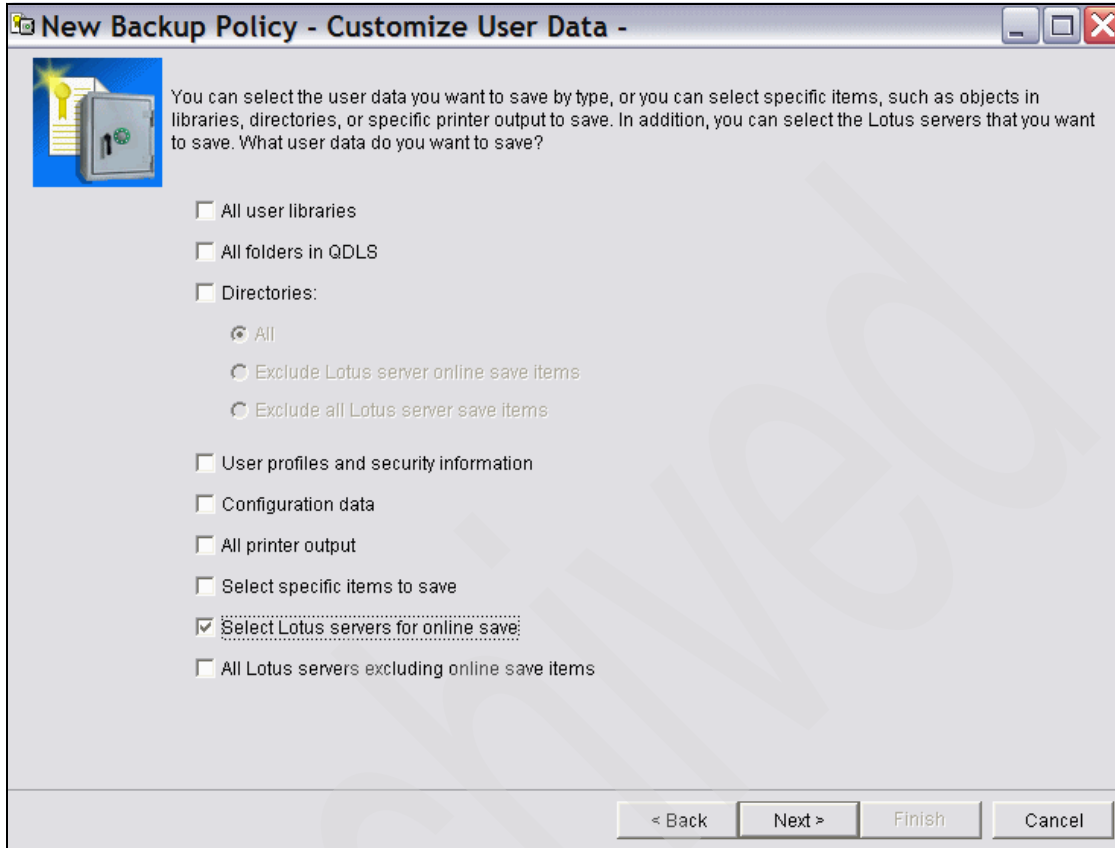 New Backup Policy - Customize User Data -
You can select the user data you want to save by type, or you can select specific items, such as objects in
libraries, directories, or specific printer output to save. In addition, you can select the Lotus servers that you want
to save. What user data do you want to save?
All user libraries
All folders in QDLS
Directories:
All
Exclude Lotus server online save items
Exclude all Lotus server save items
User profiles and security information
Configuration data
All printer output
Select specific items to save
Select Lotus servers for online save
All Lotus servers excluding online save items
< Back
Next >
Finish
Cancel